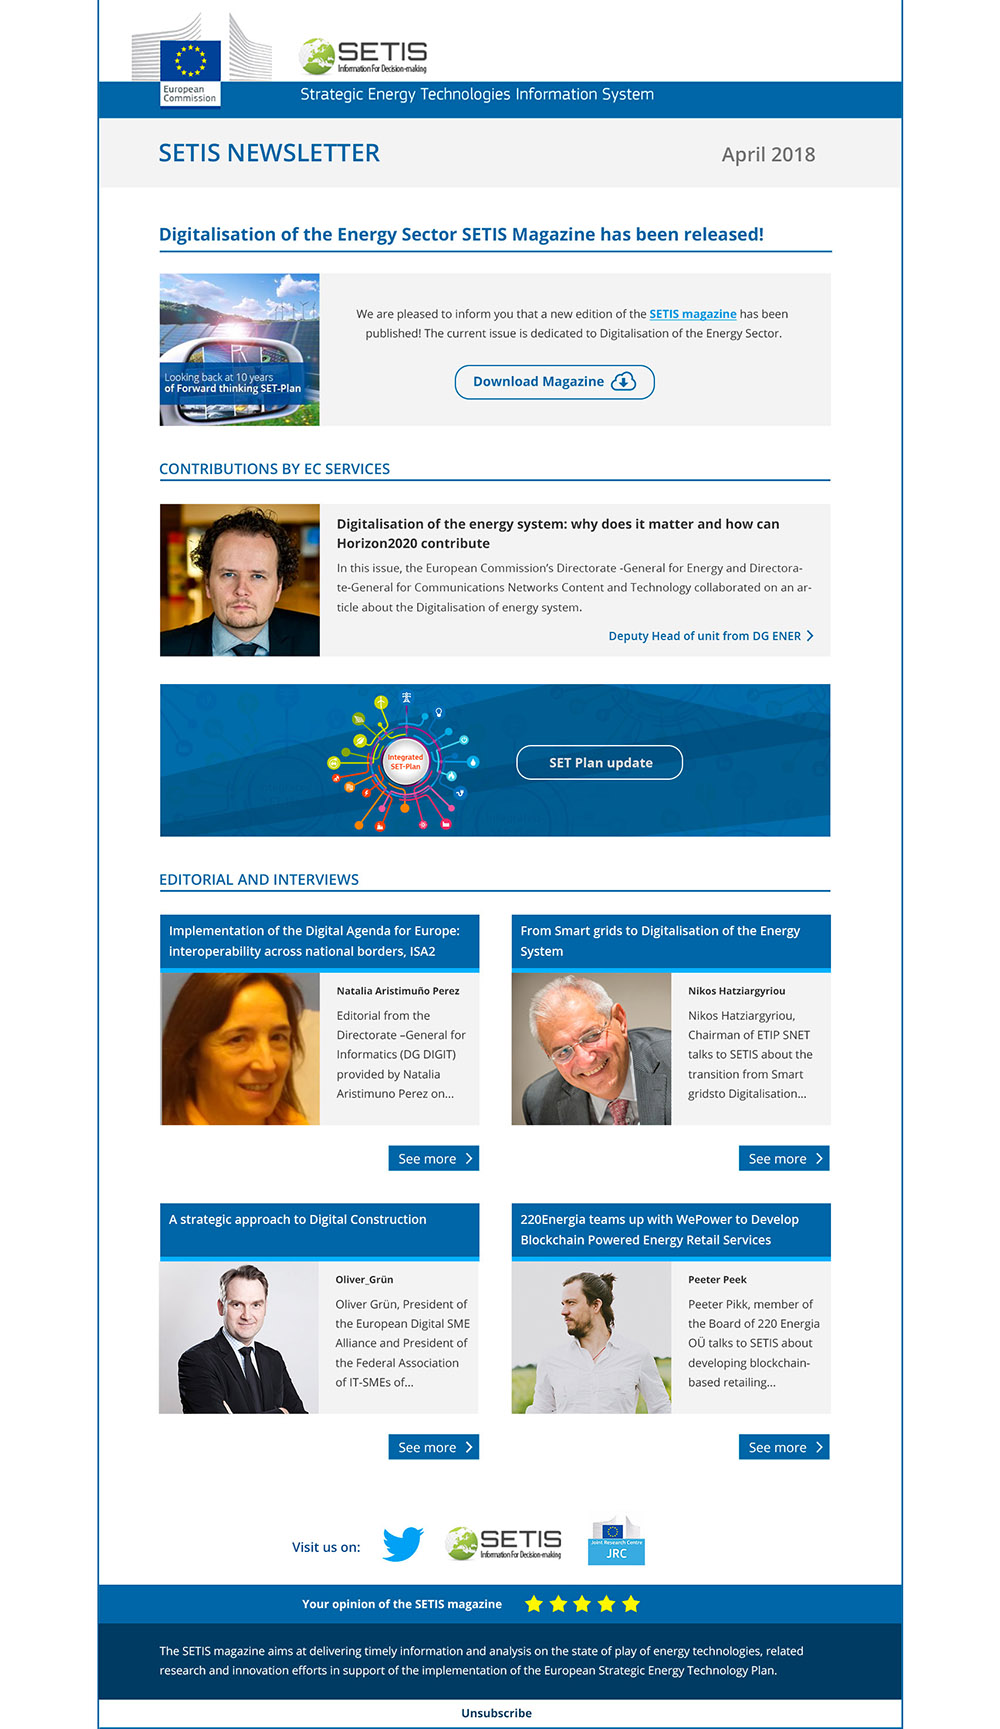 European
Commission
SETIS
Information For Decision-making
Strategic Energy Technologies Information System
SETIS NEWSLETTER
April 2018
Digitalisation of the Energy Sector SETIS Magazine has been released!
Looking back at 10 years
of Forward thinking SET-Plan
We are pleased to inform you that a new edition of the SETIS magazine has been
published! The current issue is dedicated to Digitalisation of the Energy Sector.
Download Magazine
CONTRIBUTIONS BY EC SERVICES
Digitalisation of the energy system: why does it matter and how can
Horizon2020 contribute
In this issue, the European Commission's Directorate -General for Energy and Directora-
te-General for Communications Networks Content and Technology collaborated on an ar-
ticle about the Digitalisation of energy system.
Deputy Head of unit from DG ENER
Integrated
SET-Plan
SET Plan update
EDITORIAL AND INTERVIEWS
Implementation of the Digital Agenda for Europe:
interoperability across national borders, ISA2
Natalia Aristimuño Perez
Editorial from the
Directorate –General for
Informatics (DG DIGIT)
provided by Natalia
Aristimuno Perez on...
See more
From Smart grids to Digitalisation of the Energy
System
Nikos Hatziargyriou
Nikos Hatziargyriou,
Chairman of ETIP SNET
talks to SETIS about the
transition from Smart
gridsto Digitalisation...
See more
A strategic approach to Digital Construction
Oliver_Grün
Oliver Grün, President of
the European Digital SME
Alliance and President of
the Federal Association
of IT-SMEs of...
See more
220Energia teams up with WePower to Develop
Blockchain Powered Energy Retail Services
Peeter Peek
Peeter Pikk, member of
the Board of 220 Energia
OÜ talks to SETIS about
developing blockchain-
based retailing...
See more
Visit us on:
SETIS
Information For Decision-making
Joint Research Centre
JRC
Your opinion of the SETIS magazine
The SETIS magazine aims at delivering timely information and analysis on the state of play of energy technologies, related
research and innovation efforts in support of the implementation of the European Strategic Energy Technology Plan.
Unsubscribe